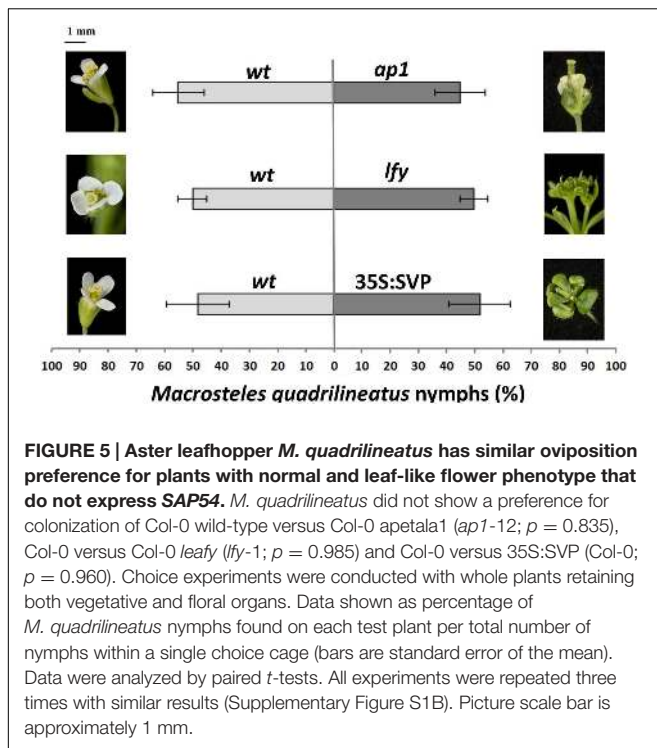 1 mm
wt ap1
wt lfy
wt 35S:SVP
100 90 80 70 60 50 40 30 20 10 0 10 20 30 40 50 60 70 80 90 100
Macrosteles quadrilineatus nymphs (%)
FIGURE 5 | Aster leafhopper M. quadrilineatus has similar oviposition
preference for plants with normal and leaf-like flower phenotype that
do not express SAP54. M. quadrilineatus did not show a preference for
colonization of Col-0 wild-type versus Col-0 apetala1 (ap1-12; p = 0.835),
Col-0 versus Col-0 leafy (lfy-1; p = 0.985) and Col-0 versus 35S:SVP (Col-0;
p = 0.960). Choice experiments were conducted with whole plants retaining
both vegetative and floral organs. Data shown as percentage of
M. quadrilineatus nymphs found on each test plant per total number of
nymphs within a single choice cage (bars are standard error of the mean).
Data were analyzed by paired t-tests. All experiments were repeated three
times with similar results (Supplementary Figure S1B). Picture scale bar is
approximately 1 mm.